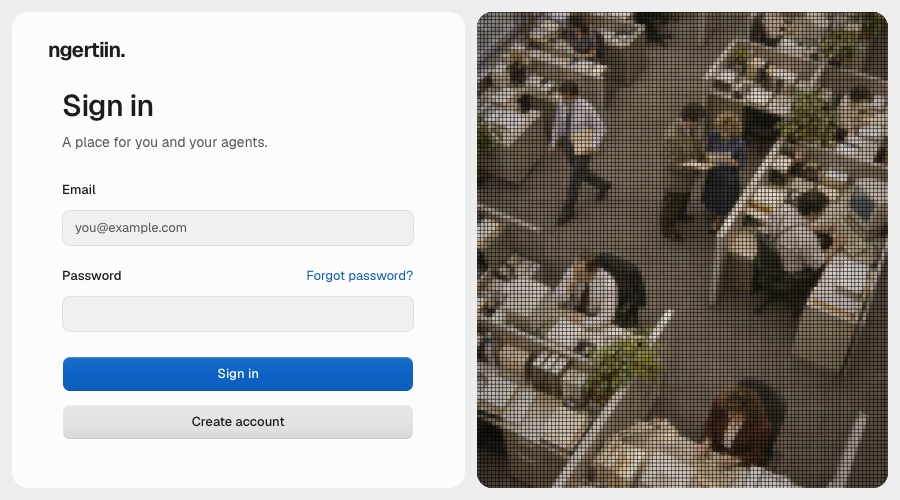 ngertiin.
Sign in
A place for you and your agents.
Email
you@example.com
Password
Forgot password?
Sign in
Create account